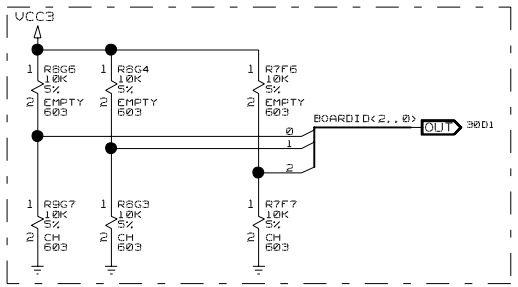 VCC3
1 R8G6
10K
5%
2 EMPTY
603
1 R8G4
10K
5%
2 EMPTY
603
1 R7F6
10K
5%
2 EMPTY
603
BOARDID<2..0>
OUT 30D1
0
1
2
1 R9G7
10K
5%
2 CH
603
1 R8G3
10K
5%
2 CH
603
1 R7F7
10K
5%
2 CH
603